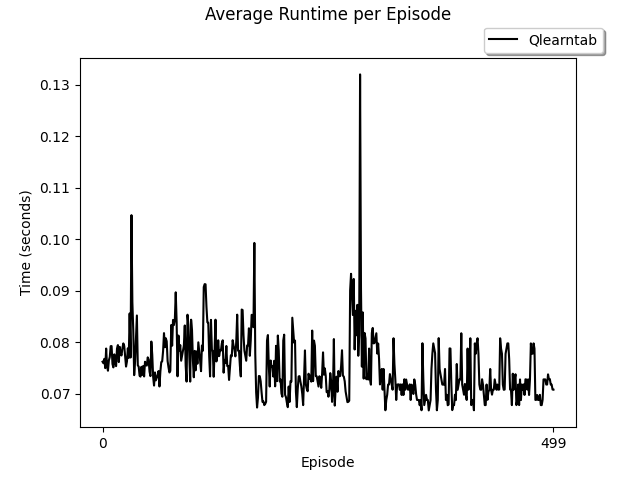 Average Runtime per Episode
Qlearntab
0.13
0.12
0.11
0.10
0.09
0.08
0.07
Time (seconds)
0
499
Episode